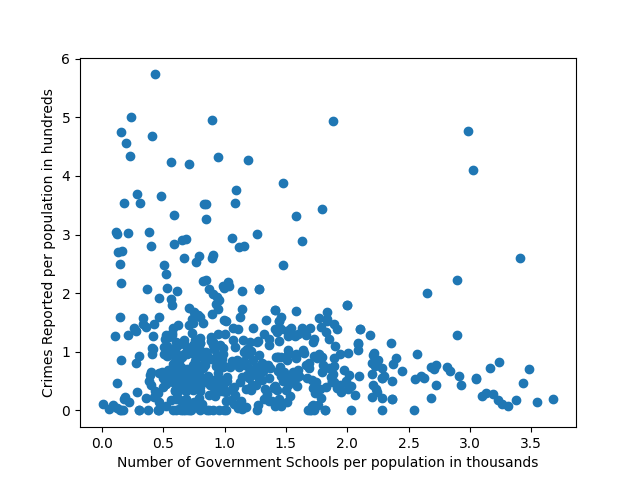 Crimes Reported per population in hundreds
6
5
4
3
2
1
0
0.0 0.5 1.0 1.5 2.0 2.5 3.0 3.5
Number of Government Schools per population in thousands